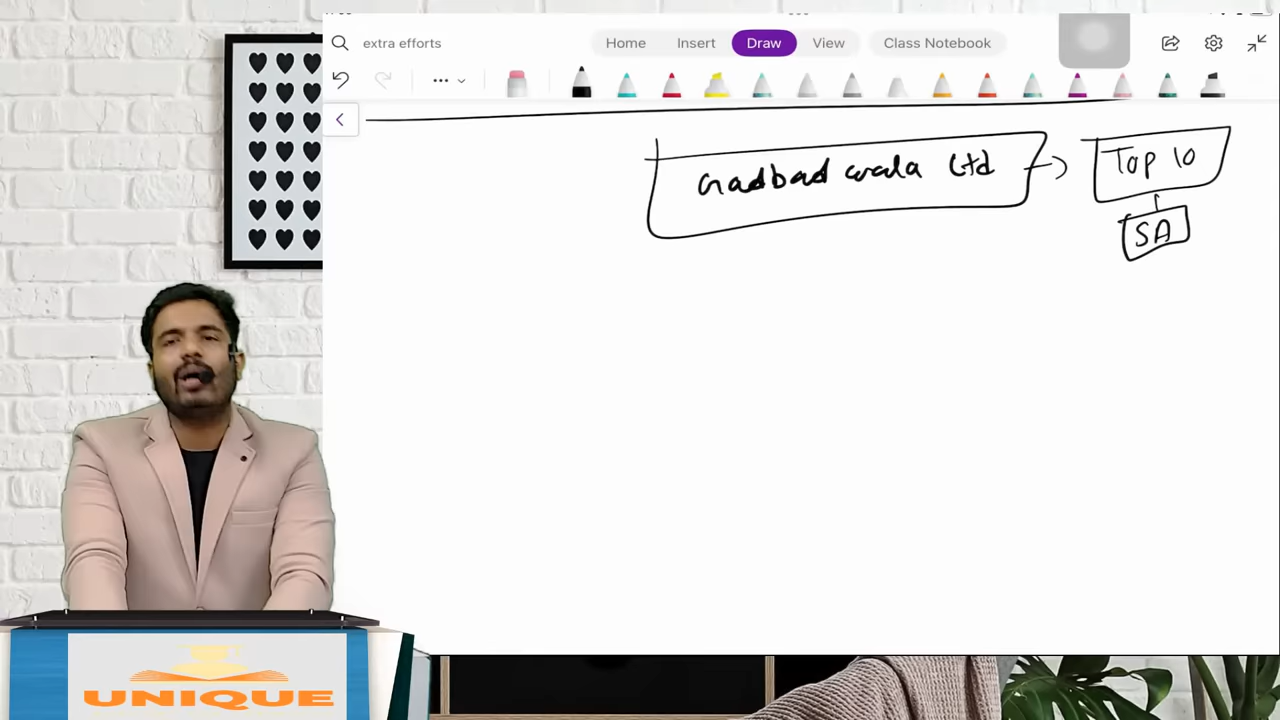 extra efforts
Home Insert Draw View Class Notebook
Gadbad wala Ltd
Top 10
SA
UNIQUE